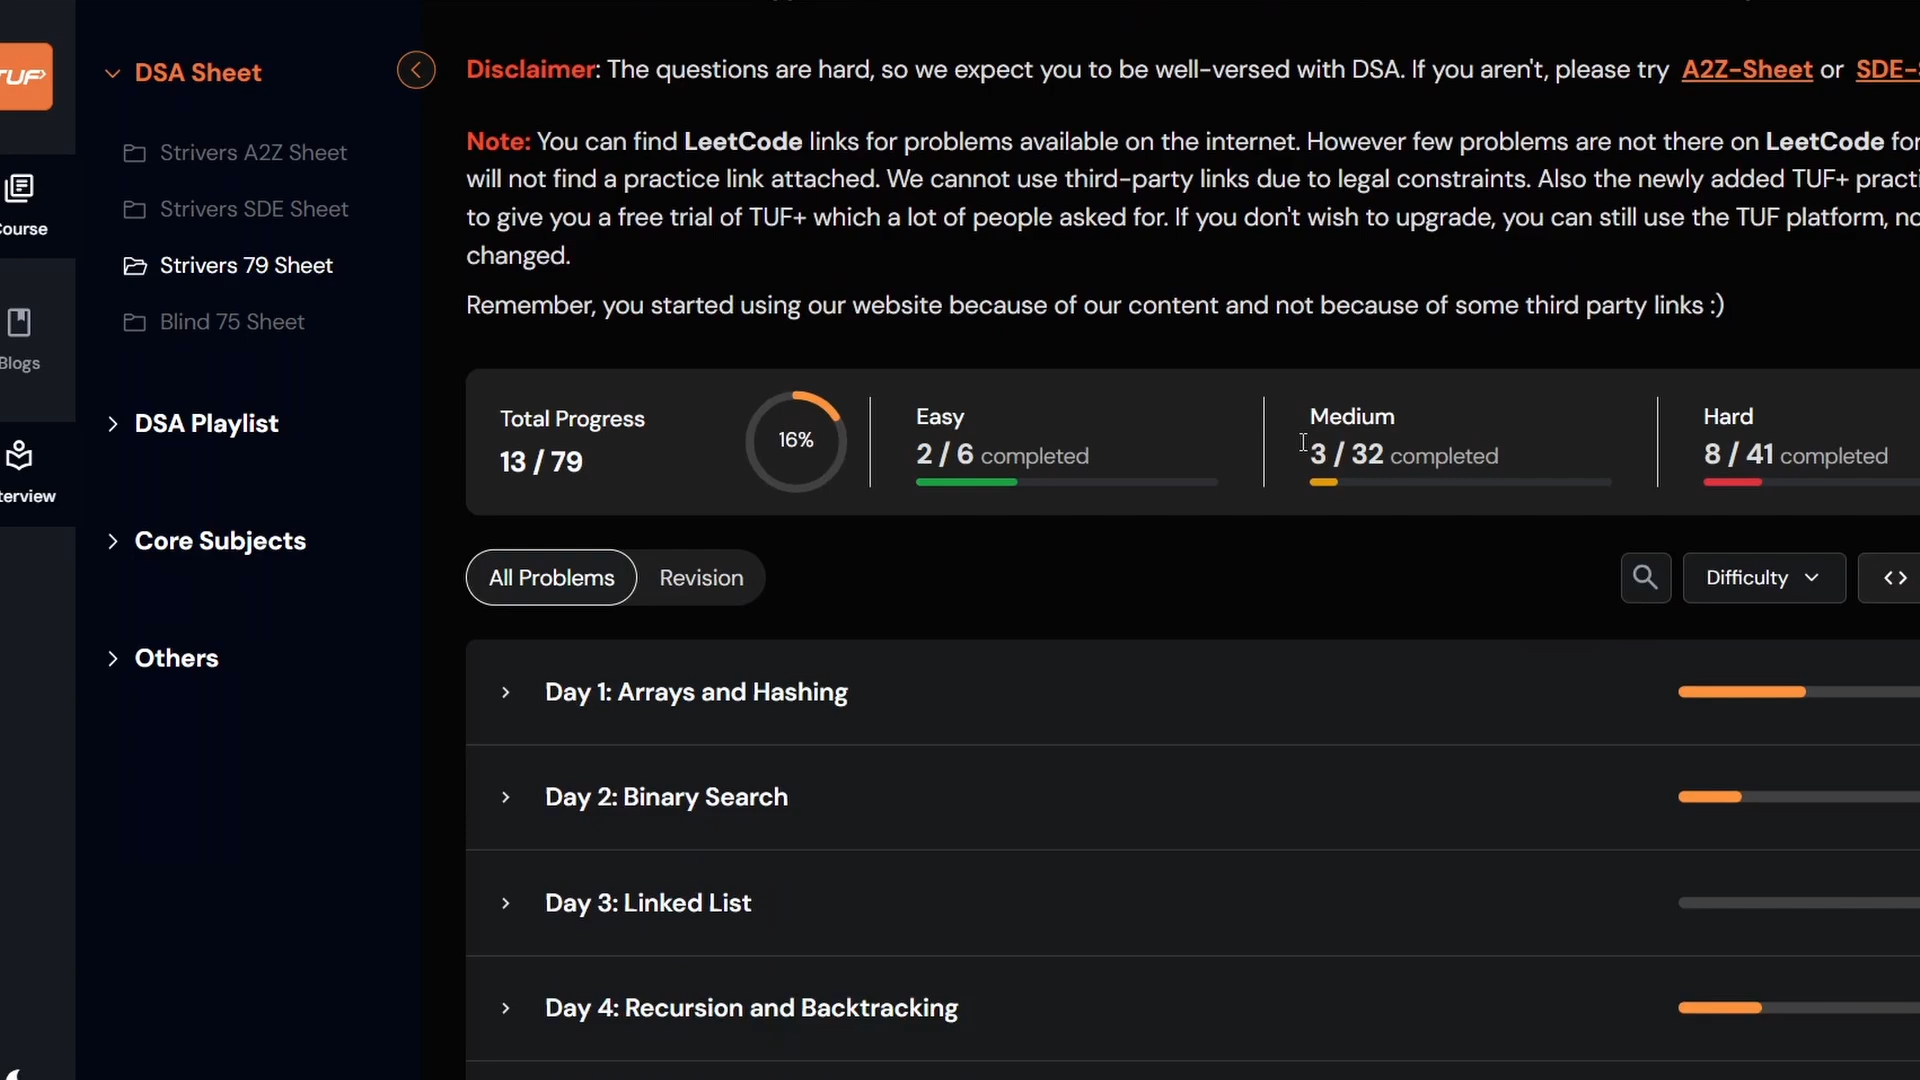 TUF
DSA Sheet
Strivers A2Z Sheet
Strivers SDE Sheet
Strivers 79 Sheet
Blind 75 Sheet
DSA Playlist
Core Subjects
Others
Course
Blogs
terview
Disclaimer: The questions are hard, so we expect you to be well-versed with DSA. If you aren't, please try A2Z-Sheet or SDE-
Note: You can find LeetCode links for problems available on the internet. However few problems are not there on LeetCode for
will not find a practice link attached. We cannot use third-party links due to legal constraints. Also the newly added TUF+ practi
to give you a free trial of TUF+ which a lot of people asked for. If you don't wish to upgrade, you can still use the TUF platform, no
changed.
Remember, you started using our website because of our content and not because of some third party links :)
Total Progress
13 / 79
16%
Easy
2 / 6 completed
Medium
3 / 32 completed
Hard
8 / 41 completed
All Problems
Revision
Difficulty
<>
Day 1: Arrays and Hashing
Day 2: Binary Search
Day 3: Linked List
Day 4: Recursion and Backtracking